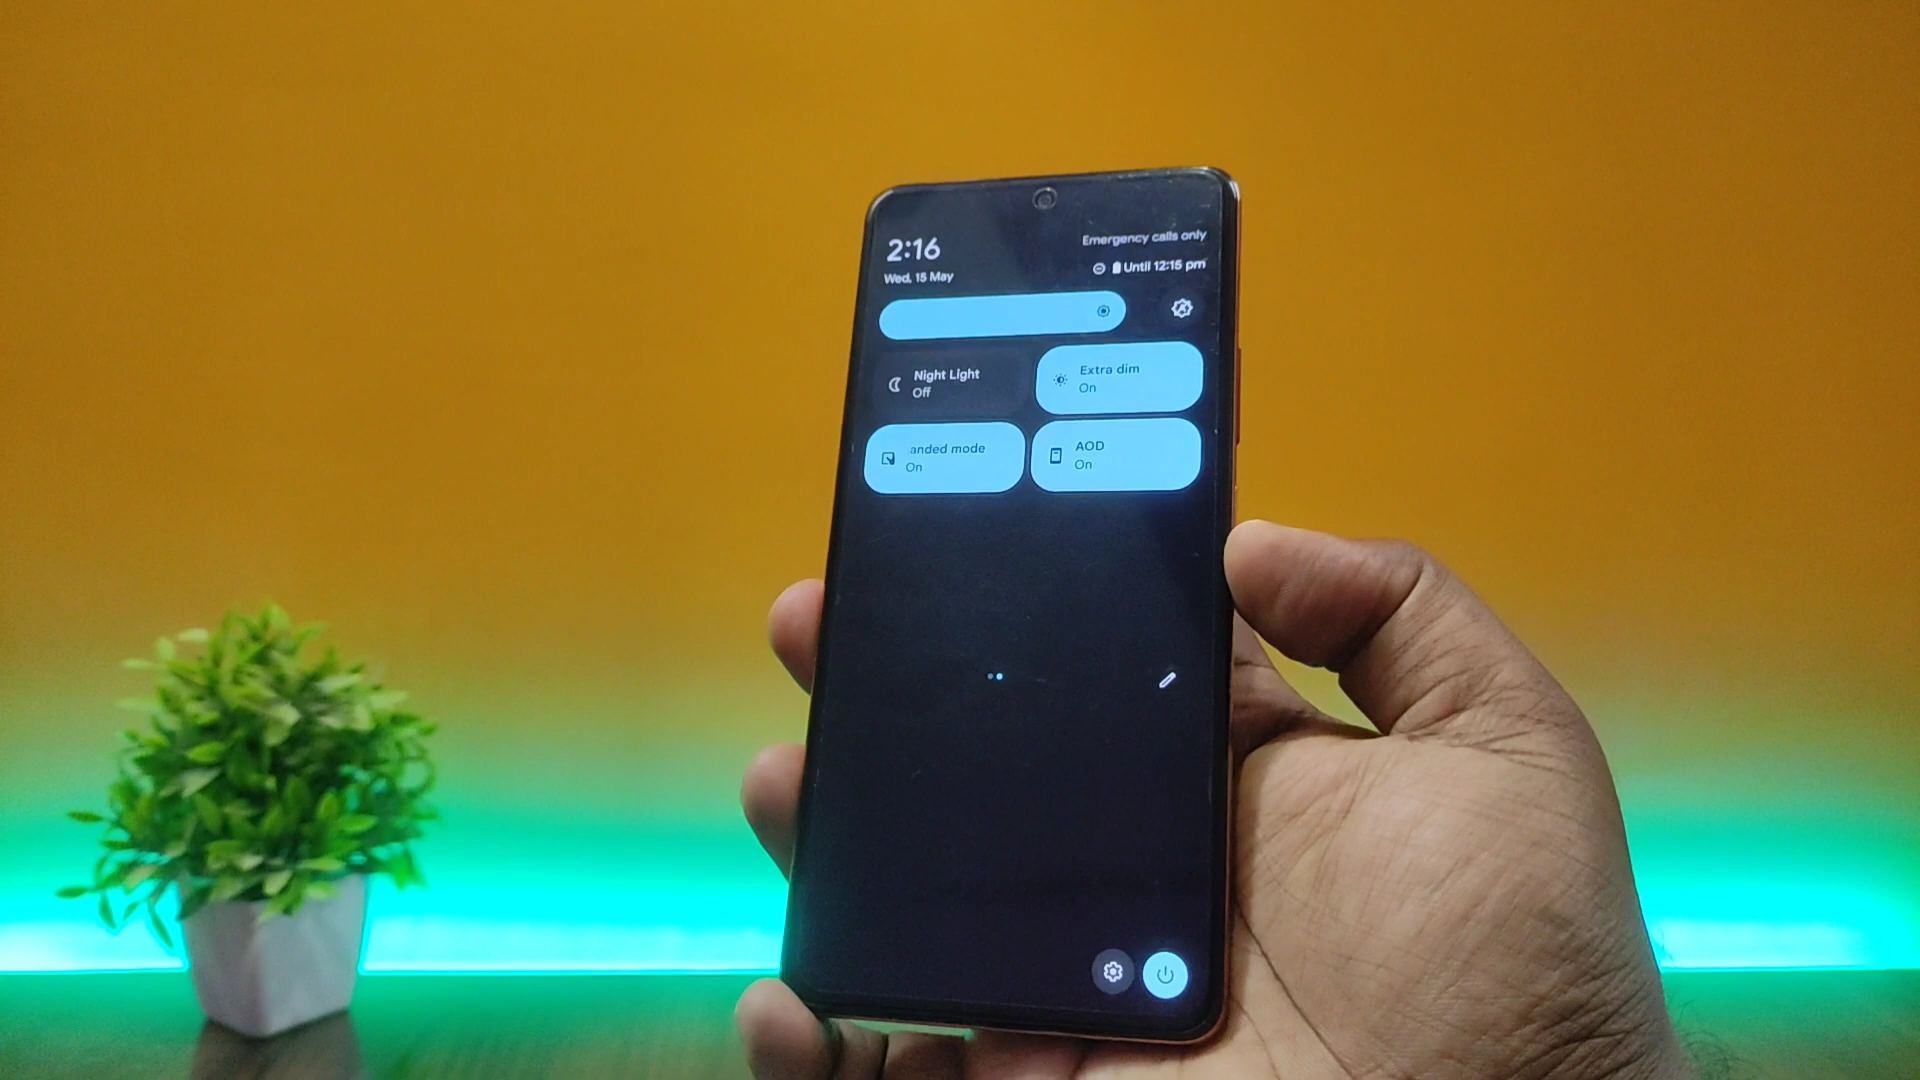 2:16
Emergency calls only
Wed, 15 May
Until 12:15 pm
Night Light
Off
Extra dim
On
anded mode
On
AOD
On